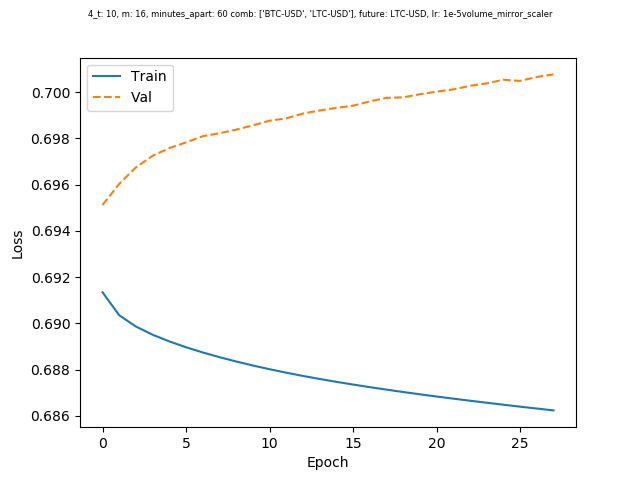 4_t: 10, m: 16, minutes_apart: 60 comb: ['BTC-USD', 'LTC-USD'], future: LTC-USD, lr: 1e-5volume_mirror_scaler
Train
Val
0.700
0.698
0.696
0.694
0.692
0.690
0.688
0.686
Loss
0 5 10 15 20 25
Epoch